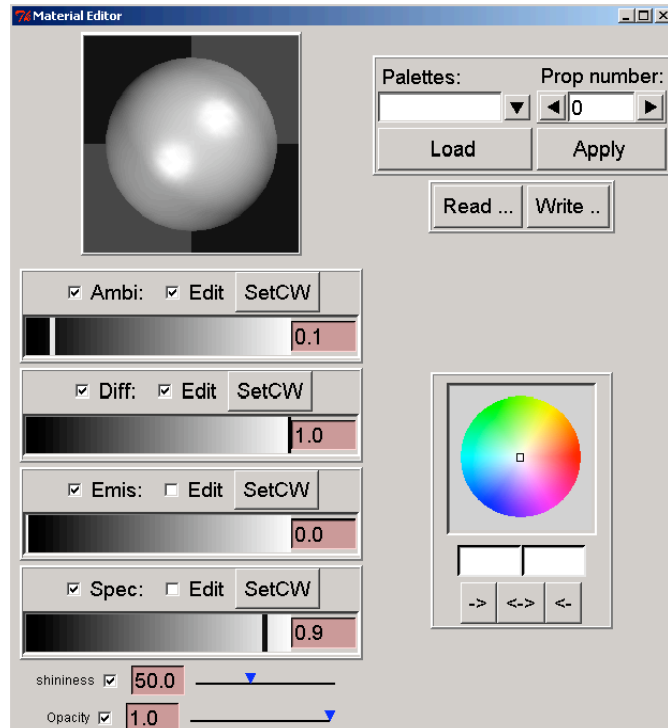 Material Editor
Palettes: Prop number:
0
Load Apply
Read ... Write ..
Ambi: Edit SetCW
0.1
Diff: Edit SetCW
1.0
Emis: Edit SetCW
0.0
Spec: Edit SetCW
0.9
-> <-> <-
shininess 50.0
Opacity 1.0